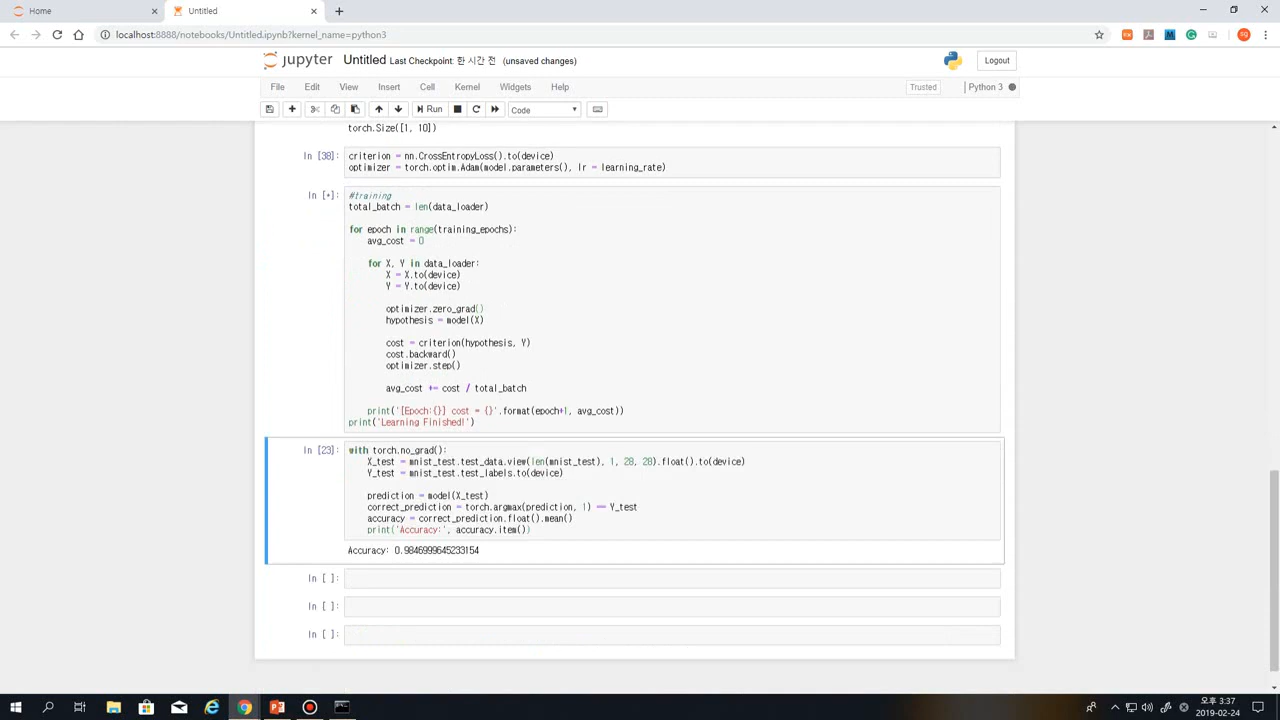 Home
Untitled
localhost:8888/notebooks/Untitled.ipynb?kernel_name=python3
jupyter Untitled Last Checkpoint: 한 시간 전 (unsaved changes)
Logout
File Edit View Insert Cell Kernel Widgets Help
Trusted
Python 3
Run
Code
torch.Size([1, 10])
In [38]:
criterion = nn.CrossEntropyLoss().to(device)
optimizer = torch.optim.Adam(model.parameters(), lr = learning_rate)
In [*]:
#training
total_batch = len(data_loader)
for epoch in range(training_epochs):
avg_cost = 0
for X, Y in data_loader:
X = X.to(device)
Y = Y.to(device)
optimizer.zero_grad()
hypothesis = model(X)
cost = criterion(hypothesis, Y)
cost.backward()
optimizer.step()
avg_cost += cost / total_batch
print('[Epoch:{}] cost = {}'.format(epoch+1, avg_cost))
print('Learning Finished!')
In [23]:
with torch.no_grad():
X_test = mnist_test.test_data.view(len(mnist_test), 1, 28, 28).float().to(device)
Y_test = mnist_test.test_labels.to(device)
prediction = model(X_test)
correct_prediction = torch.argmax(prediction, 1) == Y_test
accuracy = correct_prediction.float().mean()
print('Accuracy:', accuracy.item())
Accuracy: 0.9846999645233154
In [ ]:
In [ ]:
In [ ]:
오후 3:37
2019-02-24